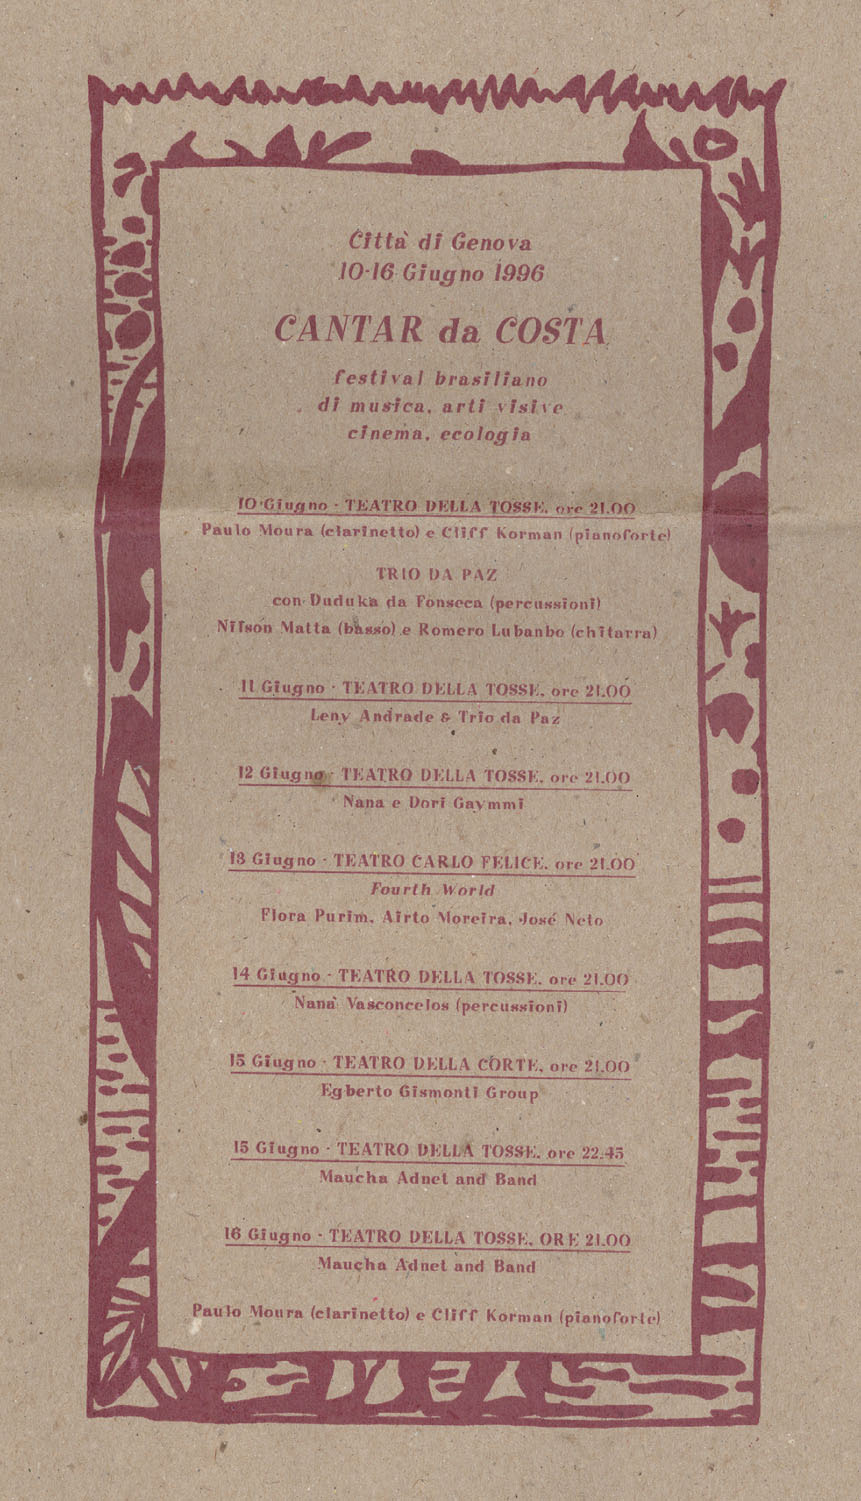 Città di Genova
10-16 Giugno 1996
CANTAR da COSTA
festival brasiliano
di musica, arti visive
cinema, ecologia
10 Giugno - TEATRO DELLA TOSSE, ore 21.00
Paulo Moura (clarinetto) e Cliff Korman (pianoforte)
TRIO DA PAZ
con Duduka da Fonseca (percussioni)
Nilson Matta (basso) e Romero Lubanbo (chitarra)
11 Giugno - TEATRO DELLA TOSSE, ore 21.00
Leny Andrade & Trio da Paz
12 Giugno - TEATRO DELLA TOSSE, ore 21.00
Nana e Dori Gaymmi
13 Giugno - TEATRO CARLO FELICE, ore 21.00
Fourth World
Flora Purim, Airto Moreira, José Neto
14 Giugno - TEATRO DELLA TOSSE, ore 21.00
Nanà Vasconcelos (percussioni)
15 Giugno - TEATRO DELLA CORTE, ore 21.00
Egberto Gismonti Group
15 Giugno - TEATRO DELLA TOSSE, ore 22.45
Maucha Adnet and Band
16 Giugno - TEATRO DELLA TOSSE, ORE 21.00
Maucha Adnet and Band
Paulo Moura (clarinetto) e Cliff Korman (pianoforte)